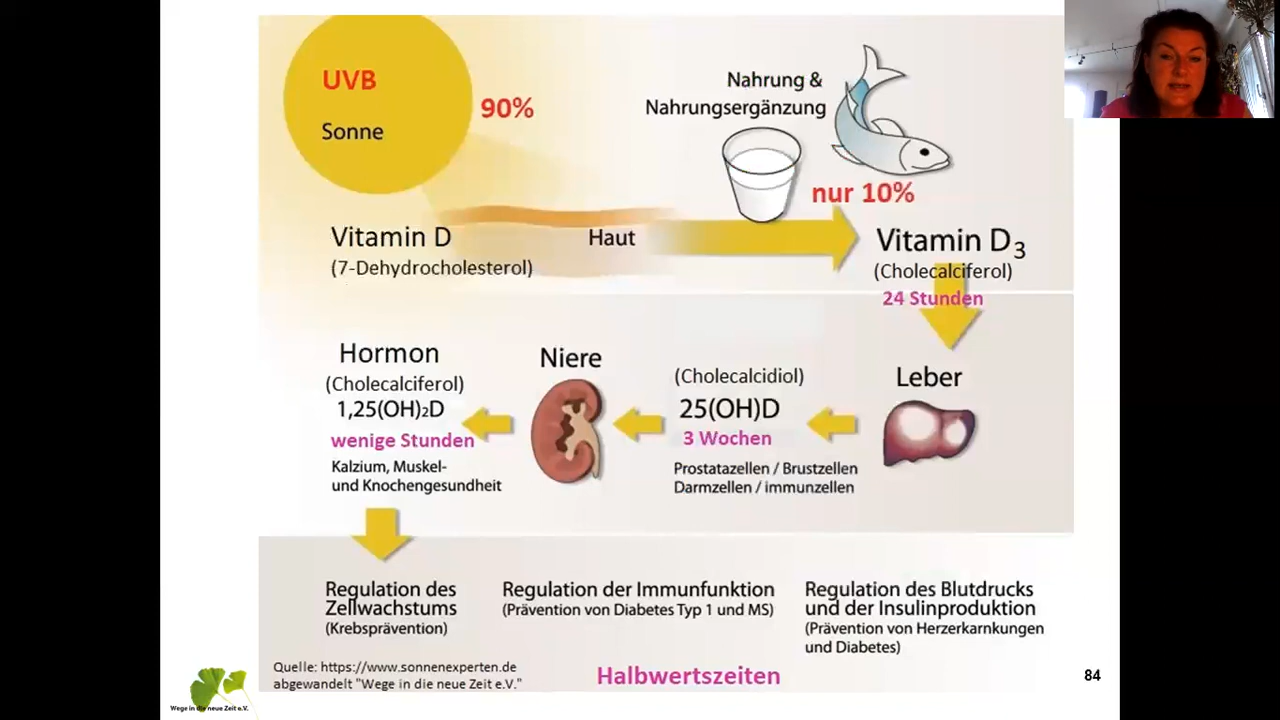 UVB
Sonne
90%
Nahrung &
Nahrungsergänzung
nur 10%
Vitamin D
(7-Dehydrocholesterol)
Haut
Vitamin D3
(Cholecalciferol)
24 Stunden
Hormon
(Cholecalciferol)
1,25(OH)2D
wenige Stunden
Kalzium, Muskel-
und Knochengesundheit
Niere
(Cholecalcidiol)
25(OH)D
3 Wochen
Prostatazellen / Brustzellen
Darmzellen / immunzellen
Leber
Regulation des
Zellwachstums
(Krebsprävention)
Regulation der Immunfunktion
(Prävention von Diabetes Typ 1 und MS)
Regulation des Blutdrucks
und der Insulinproduktion
(Prävention von Herzerkarnkungen
und Diabetes)
Quelle: https://www.sonnenexperten.de
abgewandelt "Wege in die neue Zeit e.V."
Halbwertszeiten
84
Wege in die neue Zeit e.V.